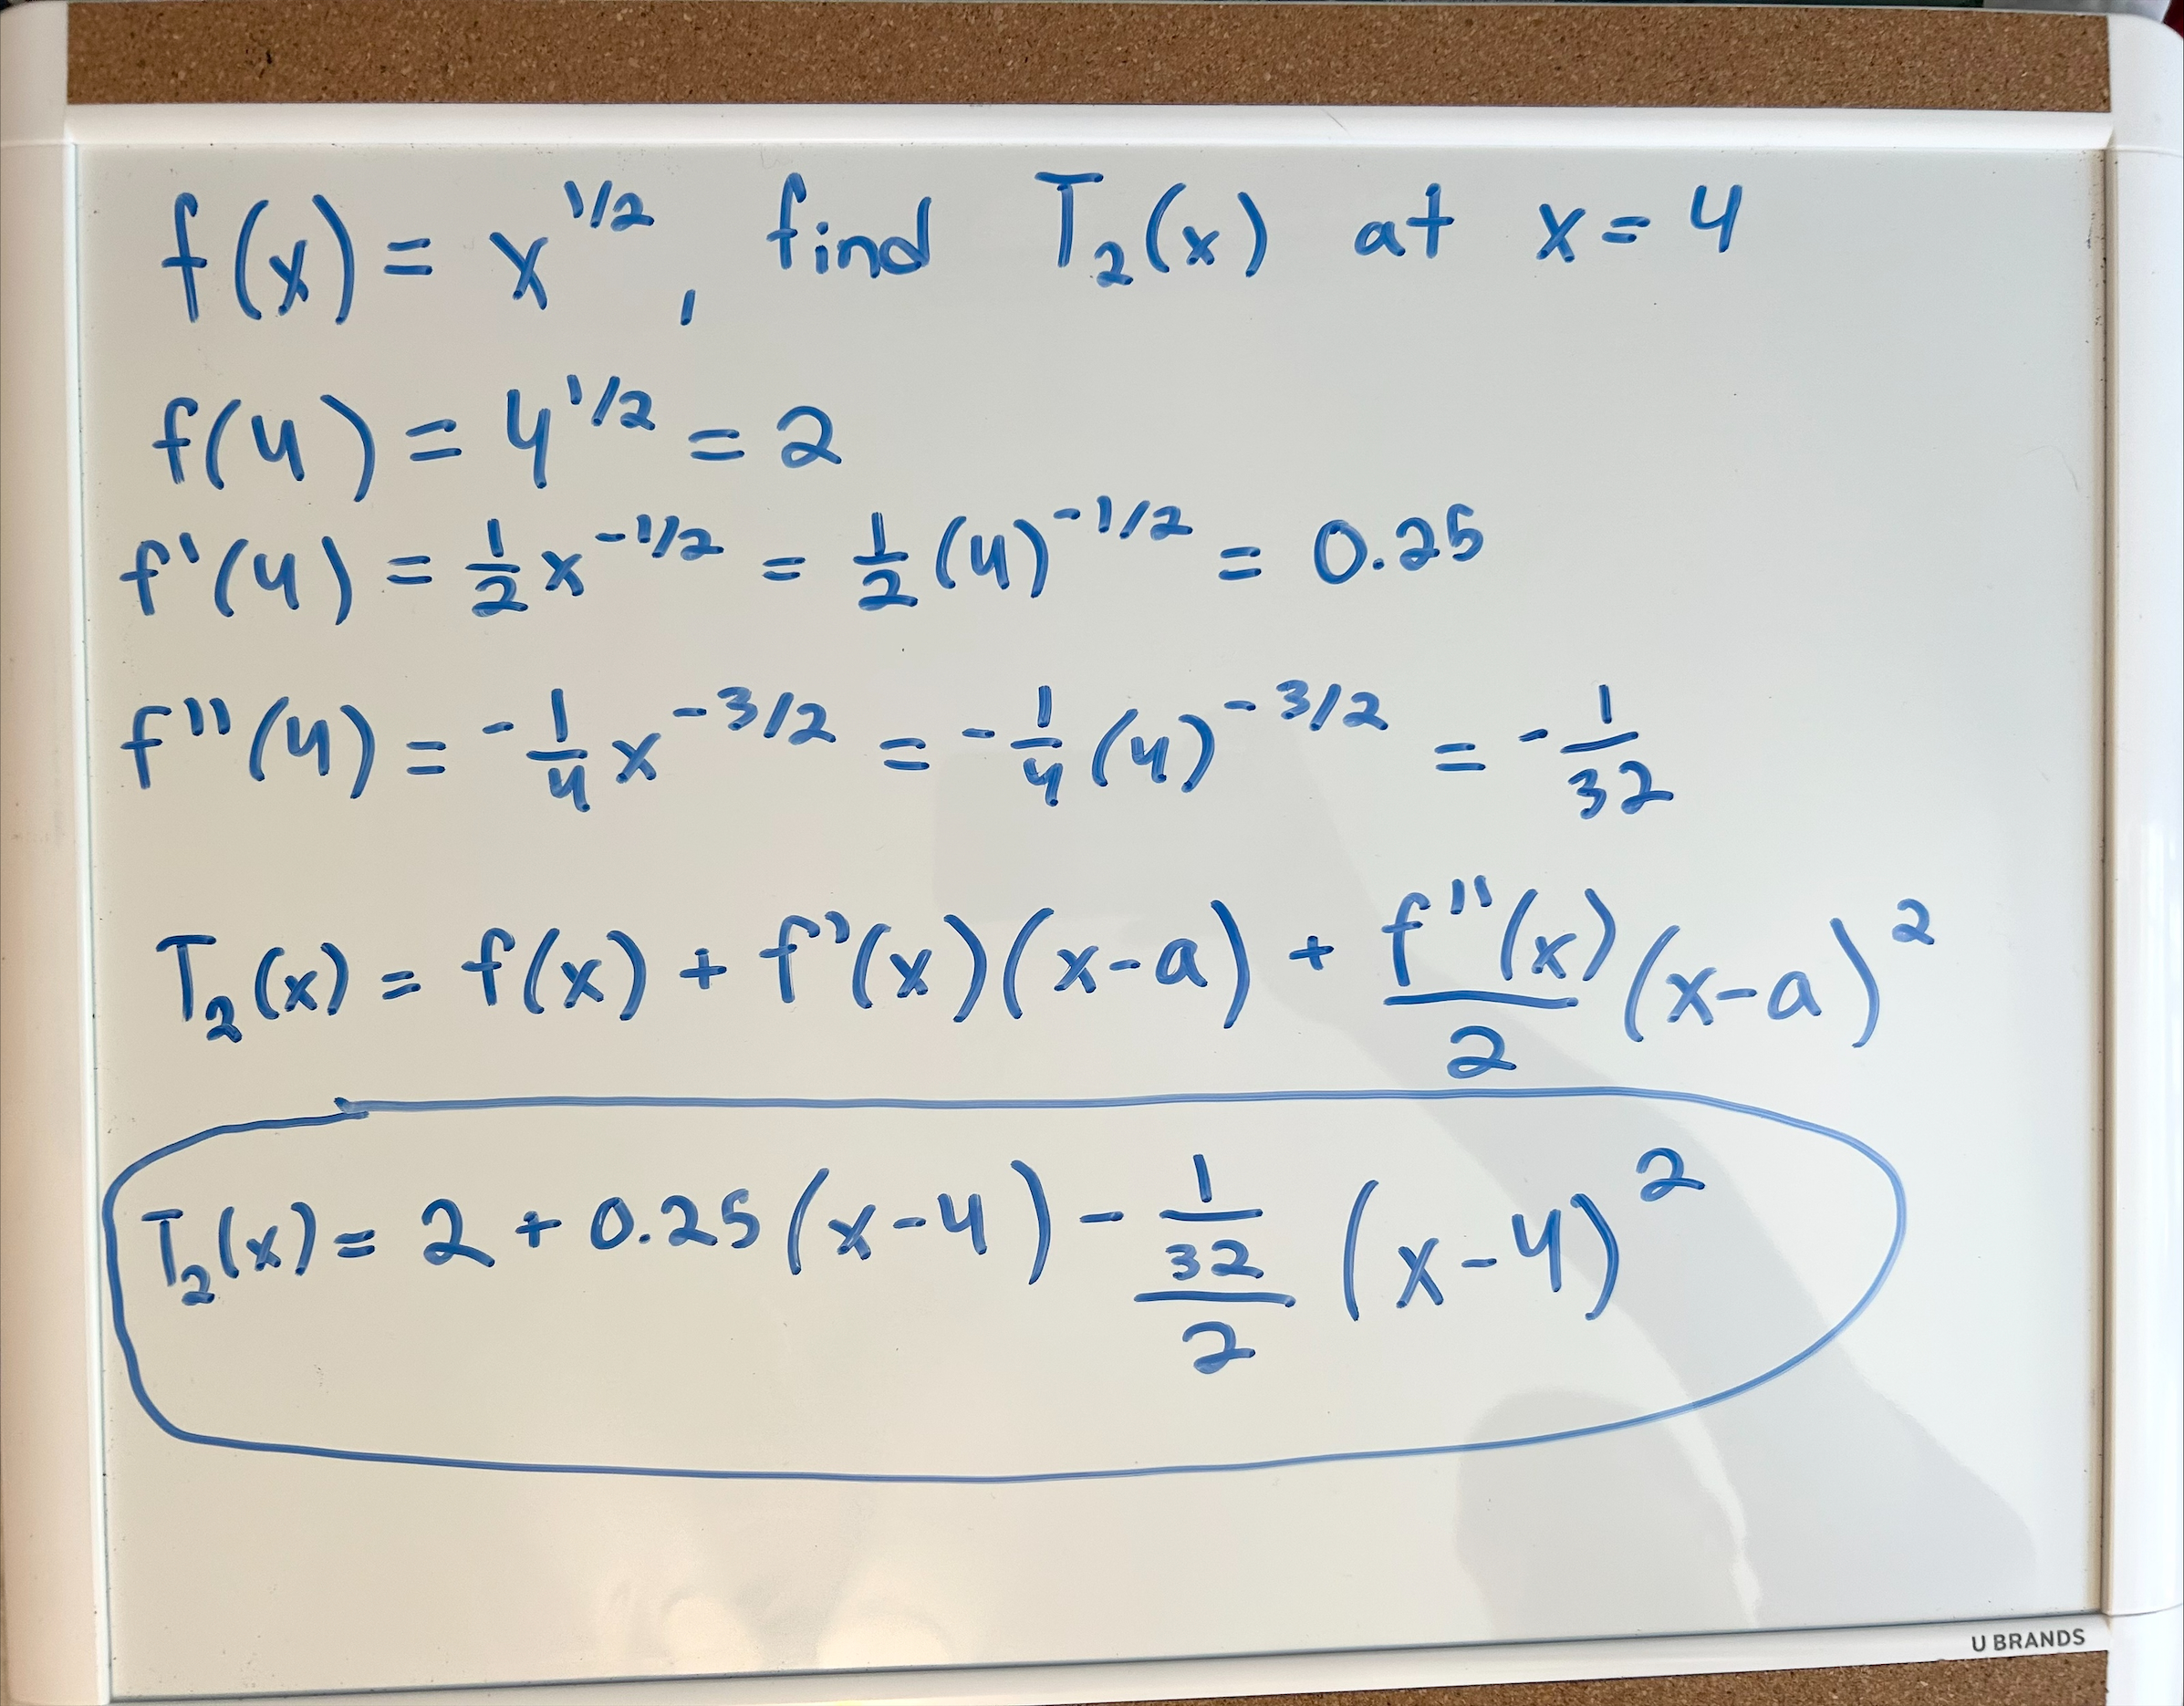 f(x) = x^{1/2}, find T_2(x) at x = 4
f(4) = 4^{1/2} = 2
f'(4) = \frac{1}{2} x^{-1/2} = \frac{1}{2} (4)^{-1/2} = 0.25
f''(4) = -\frac{1}{4} x^{-3/2} = -\frac{1}{4} (4)^{-3/2} = -\frac{1}{32}
T_2(x) = f(x) + f'(x)(x-a) + \frac{f''(x)}{2} (x-a)^2
T_2(x) = 2 + 0.25(x-4) - \frac{\frac{1}{32}}{2} (x-4)^2
U BRANDS